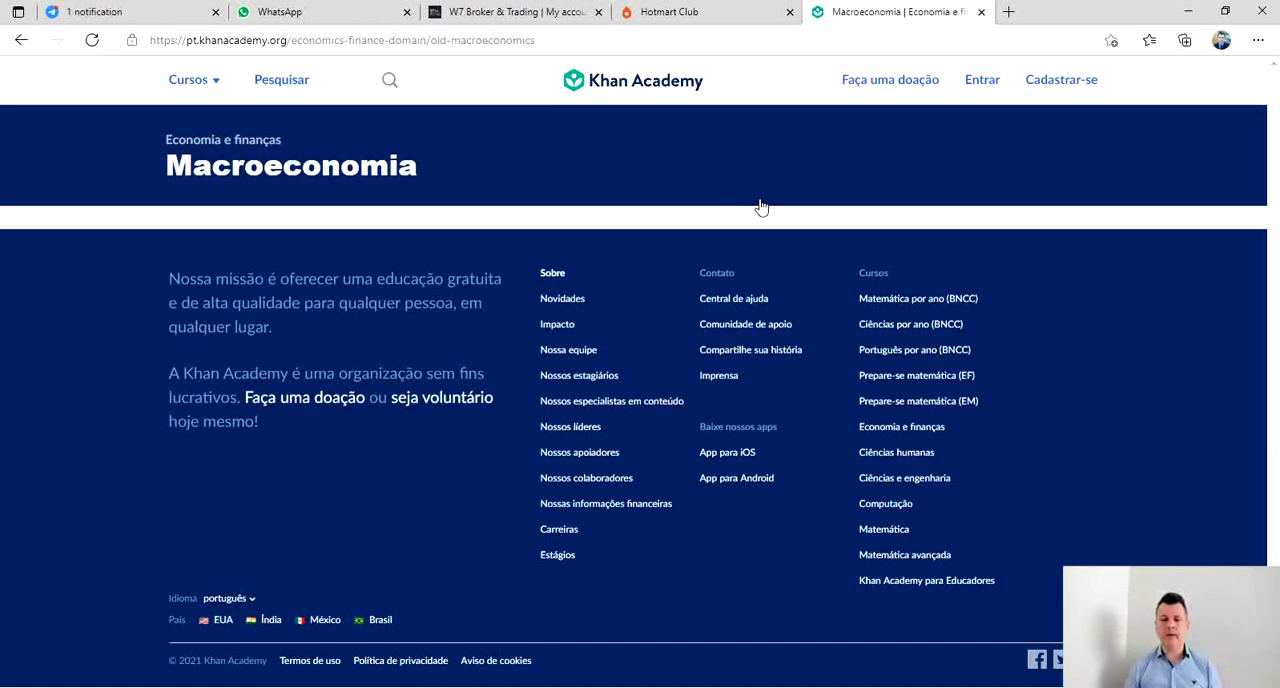 1 notification
WhatsApp
W7 Broker & Trading | My accou
Hotmart Club
Macroeconomia | Economia e fi
https://pt.khanacademy.org/economics-finance-domain/old-macroeconomics
Cursos
Pesquisar
Khan Academy
Faça uma doação
Entrar
Cadastrar-se
Economia e finanças
Macroeconomia
Nossa missão é oferecer uma educação gratuita
e de alta qualidade para qualquer pessoa, em
qualquer lugar.
A Khan Academy é uma organização sem fins
lucrativos. Faça uma doação ou seja voluntário
hoje mesmo!
Sobre
Novidades
Impacto
Nossa equipe
Nossos estagiários
Nossos especialistas em conteúdo
Nossos líderes
Nossos apoiadores
Nossos colaboradores
Nossas informações financeiras
Carreiras
Estágios
Contato
Central de ajuda
Comunidade de apoio
Compartilhe sua história
Imprensa
Baixe nossos apps
App para iOS
App para Android
Cursos
Matemática por ano (BNCC)
Ciências por ano (BNCC)
Português por ano (BNCC)
Prepare-se matemática (EF)
Prepare-se matemática (EM)
Economia e finanças
Ciências humanas
Ciências e engenharia
Computação
Matemática
Matemática avançada
Khan Academy para Educadores
Idioma português
País EUA Índia México Brasil
© 2021 Khan Academy Termos de uso Política de privacidade Aviso de cookies